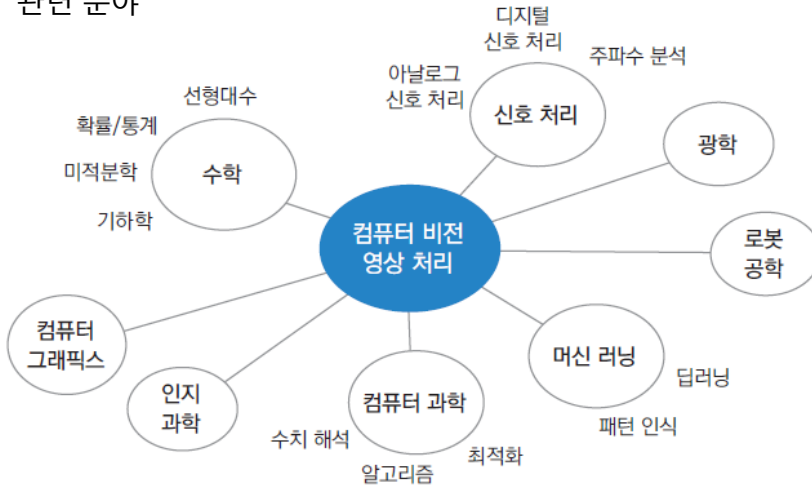 관련 분야
디지털
신호 처리
아날로그
신호 처리
주파수 분석
신호 처리
선형대수
확률/통계
미적분학
기하학
수학
광학
컴퓨터 비전
영상 처리
로봇
공학
컴퓨터
그래픽스
인지
과학
컴퓨터 과학
수치 해석
알고리즘
최적화
머신 러닝
딥러닝
패턴 인식